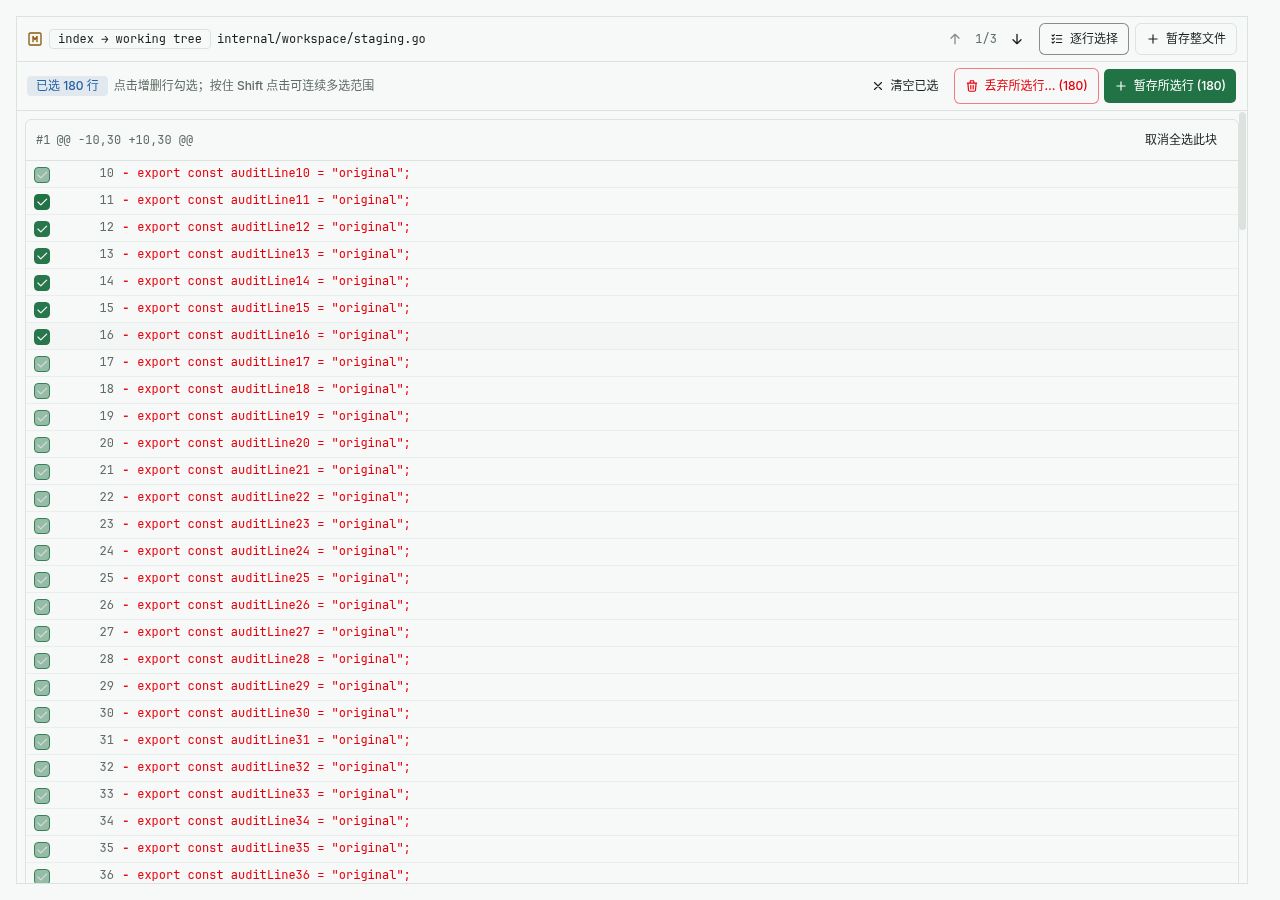 M index → working tree internal/workspace/staging.go 1/3 逐行选择 + 暂存整文件
已选 180 行 点击增删行勾选；按住 Shift 点击可连续多选范围 清空已选 丢弃所选行... (180) + 暂存所选行 (180)
#1 @@ -10,30 +10,30 @@ 取消全选此块
10 - export const auditLine10 = "original";
11 - export const auditLine11 = "original";
12 - export const auditLine12 = "original";
13 - export const auditLine13 = "original";
14 - export const auditLine14 = "original";
15 - export const auditLine15 = "original";
16 - export const auditLine16 = "original";
17 - export const auditLine17 = "original";
18 - export const auditLine18 = "original";
19 - export const auditLine19 = "original";
20 - export const auditLine20 = "original";
21 - export const auditLine21 = "original";
22 - export const auditLine22 = "original";
23 - export const auditLine23 = "original";
24 - export const auditLine24 = "original";
25 - export const auditLine25 = "original";
26 - export const auditLine26 = "original";
27 - export const auditLine27 = "original";
28 - export const auditLine28 = "original";
29 - export const auditLine29 = "original";
30 - export const auditLine30 = "original";
31 - export const auditLine31 = "original";
32 - export const auditLine32 = "original";
33 - export const auditLine33 = "original";
34 - export const auditLine34 = "original";
35 - export const auditLine35 = "original";
36 - export const auditLine36 = "original";